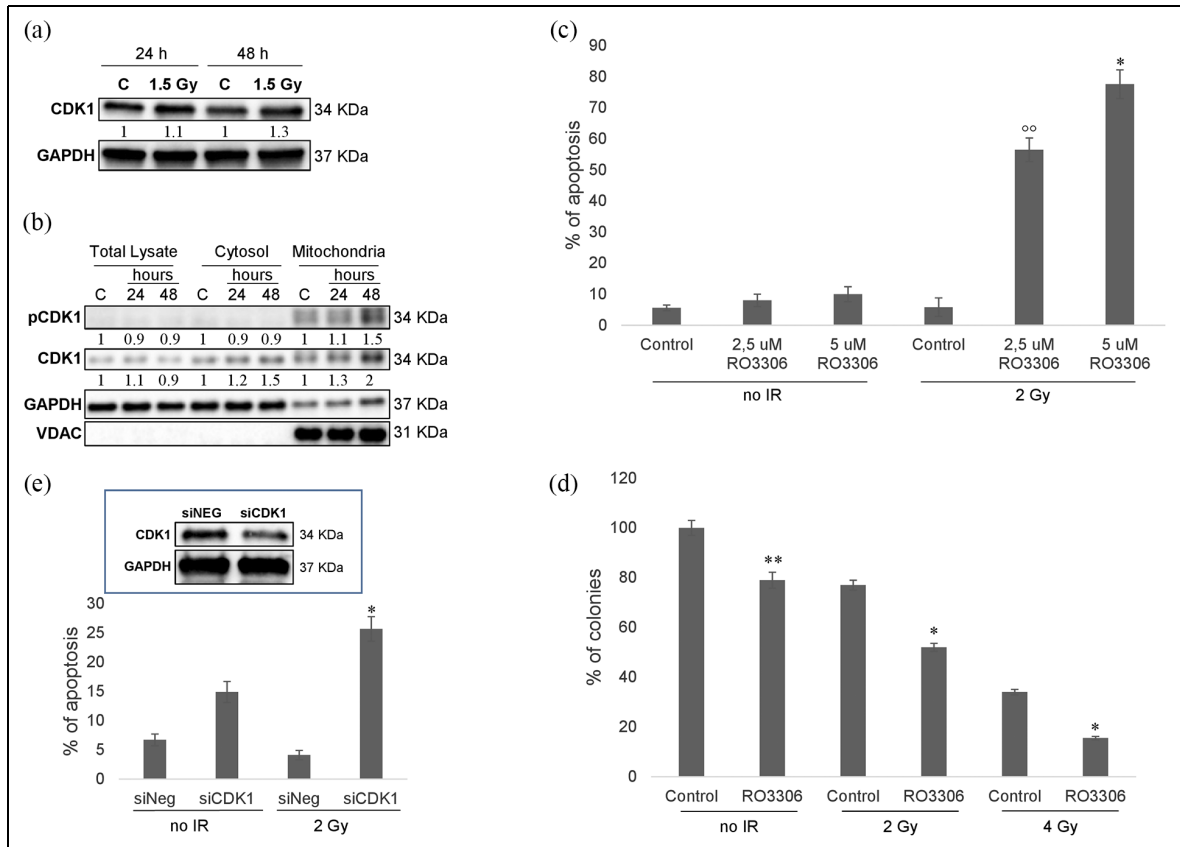 (a)
24 h 48 h
C 1.5 Gy C 1.5 Gy
CDK1 34 KDa
1 1.1 1 1.3
GAPDH 37 KDa
(b)
Total Lysate Cytosol Mitochondria
hours hours hours
C 24 48 C 24 48 C 24 48
pCDK1 34 KDa
1 0.9 0.9 1 0.9 0.9 1 1.1 1.5
CDK1 34 KDa
1 1.1 0.9 1 1.2 1.5 1 1.3 2
GAPDH 37 KDa
VDAC 31 KDa
(c)
% of apoptosis
90
80
70
60
50
40
30
20
10
0
°°
*
Control 2,5 uM RO3306 5 uM RO3306 Control 2,5 uM RO3306 5 uM RO3306
no IR 2 Gy
(e)
siNEG siCDK1
CDK1 34 KDa
GAPDH 37 KDa
% of apoptosis
30
25
20
15
10
5
0
*
siNeg siCDK1 siNeg siCDK1
no IR 2 Gy
(d)
% of colonies
120
100
80
60
40
20
0
**
*
*
Control RO3306 Control RO3306 Control RO3306
no IR 2 Gy 4 Gy